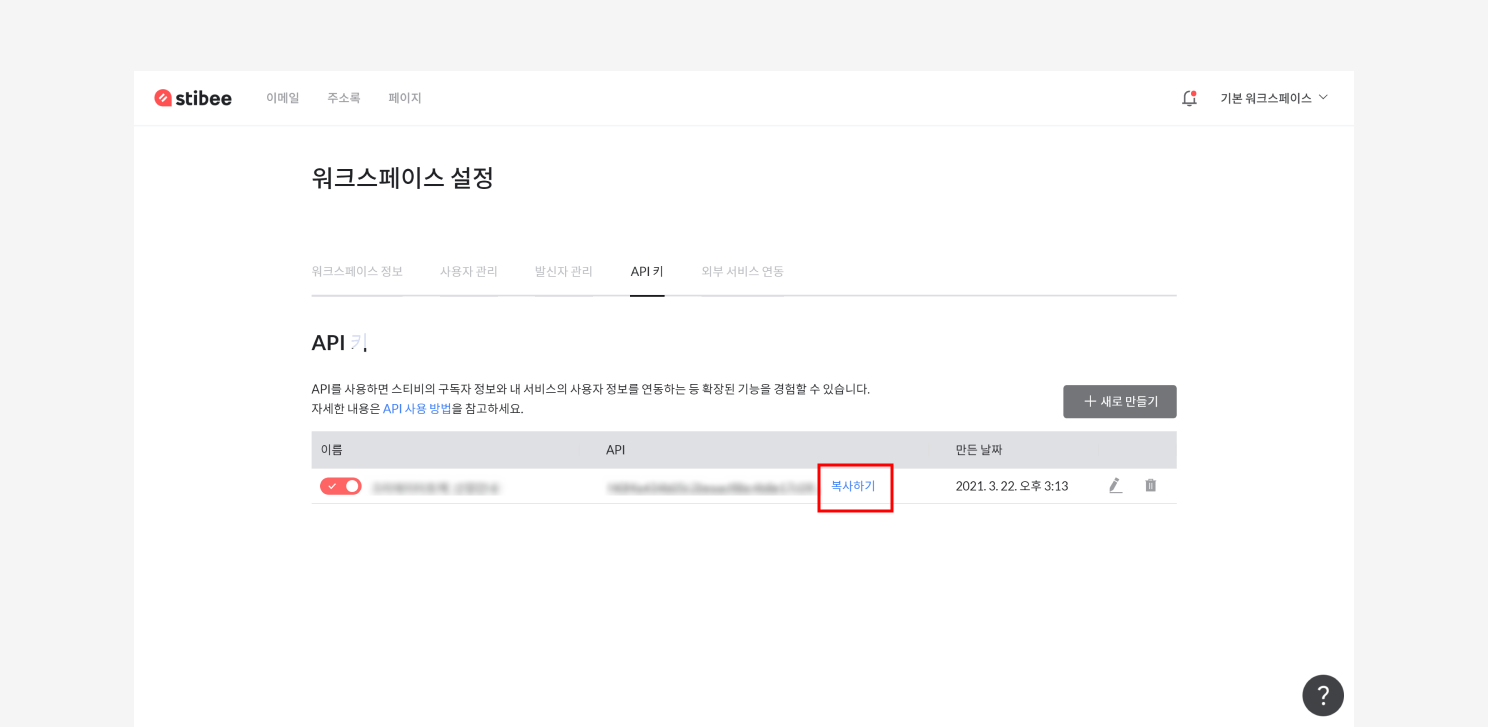 stibee 이메일 주소록 페이지 기본 워크스페이스
워크스페이스 설정
워크스페이스 정보 사용자 관리 발신자 관리 API 키 외부 서비스 연동
API 키
API를 사용하면 스티비의 구독자 정보와 내 서비스의 사용자 정보를 연동하는 등 확장된 기능을 경험할 수 있습니다.
자세한 내용은 API 사용 방법을 참고하세요.
새로 만들기
이름 API 만든 날짜
복사하기 2021. 3. 22. 오후 3:13
?